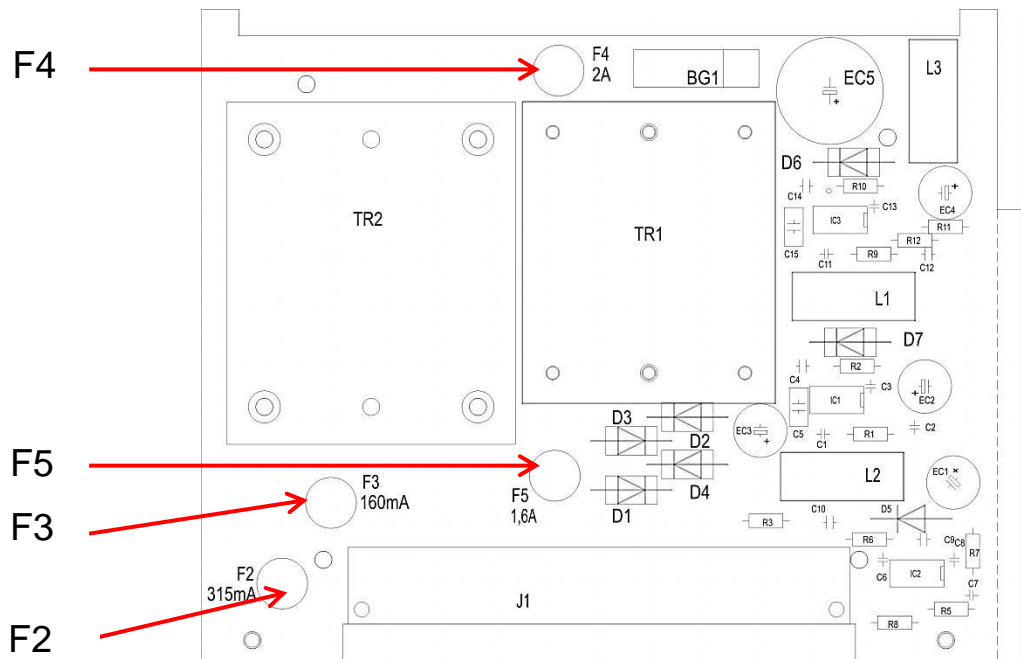 F4
F4
2A
BG1
EC5
L3
D6
C14
R10
C13
EC4
IC3
R11
TR2
TR1
C15
R12
C11
R9
C12
L1
D7
C4
R2
C3
IC1
EC2
D3
D2
EC3
C5
C1
R1
C2
F5
F3
160mA
F5
1,6A
D1
D4
L2
EC1
D5
F3
R3
C10
R6
C9
C8
R7
C6
IC2
C7
F2
315mA
J1
R5
R8
F2